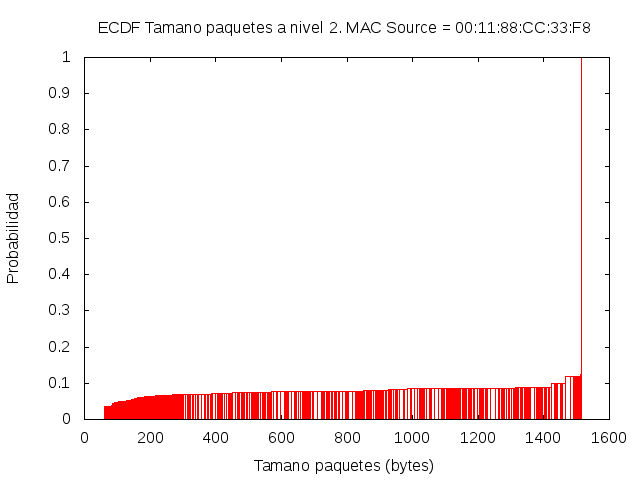 ECDF Tamano paquetes a nivel 2. MAC Source = 00:11:88:CC:33:F8
1
0.9
0.8
0.7
0.6
0.5
0.4
0.3
0.2
0.1
0
Probabilidad
0 200 400 600 800 1000 1200 1400 1600
Tamano paquetes (bytes)